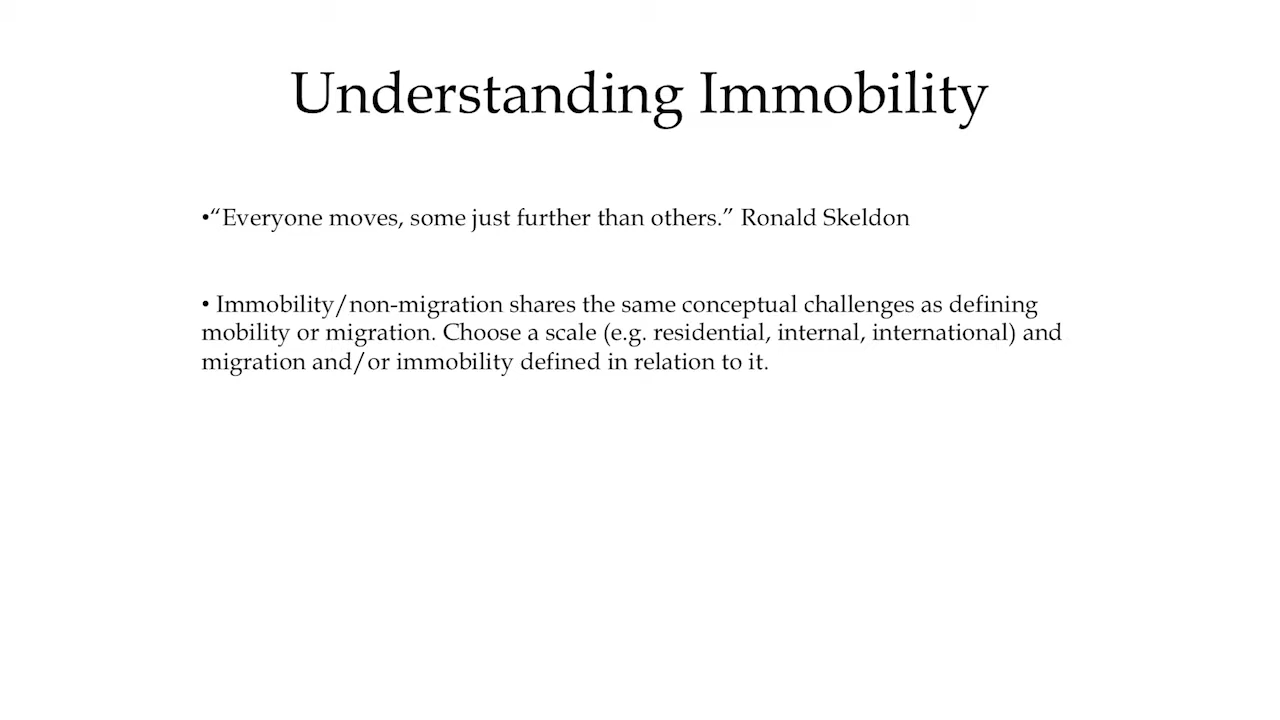 Understanding Immobility
•“Everyone moves, some just further than others.” Ronald Skeldon
• Immobility/non-migration shares the same conceptual challenges as defining
mobility or migration. Choose a scale (e.g. residential, internal, international) and
migration and/or immobility defined in relation to it.